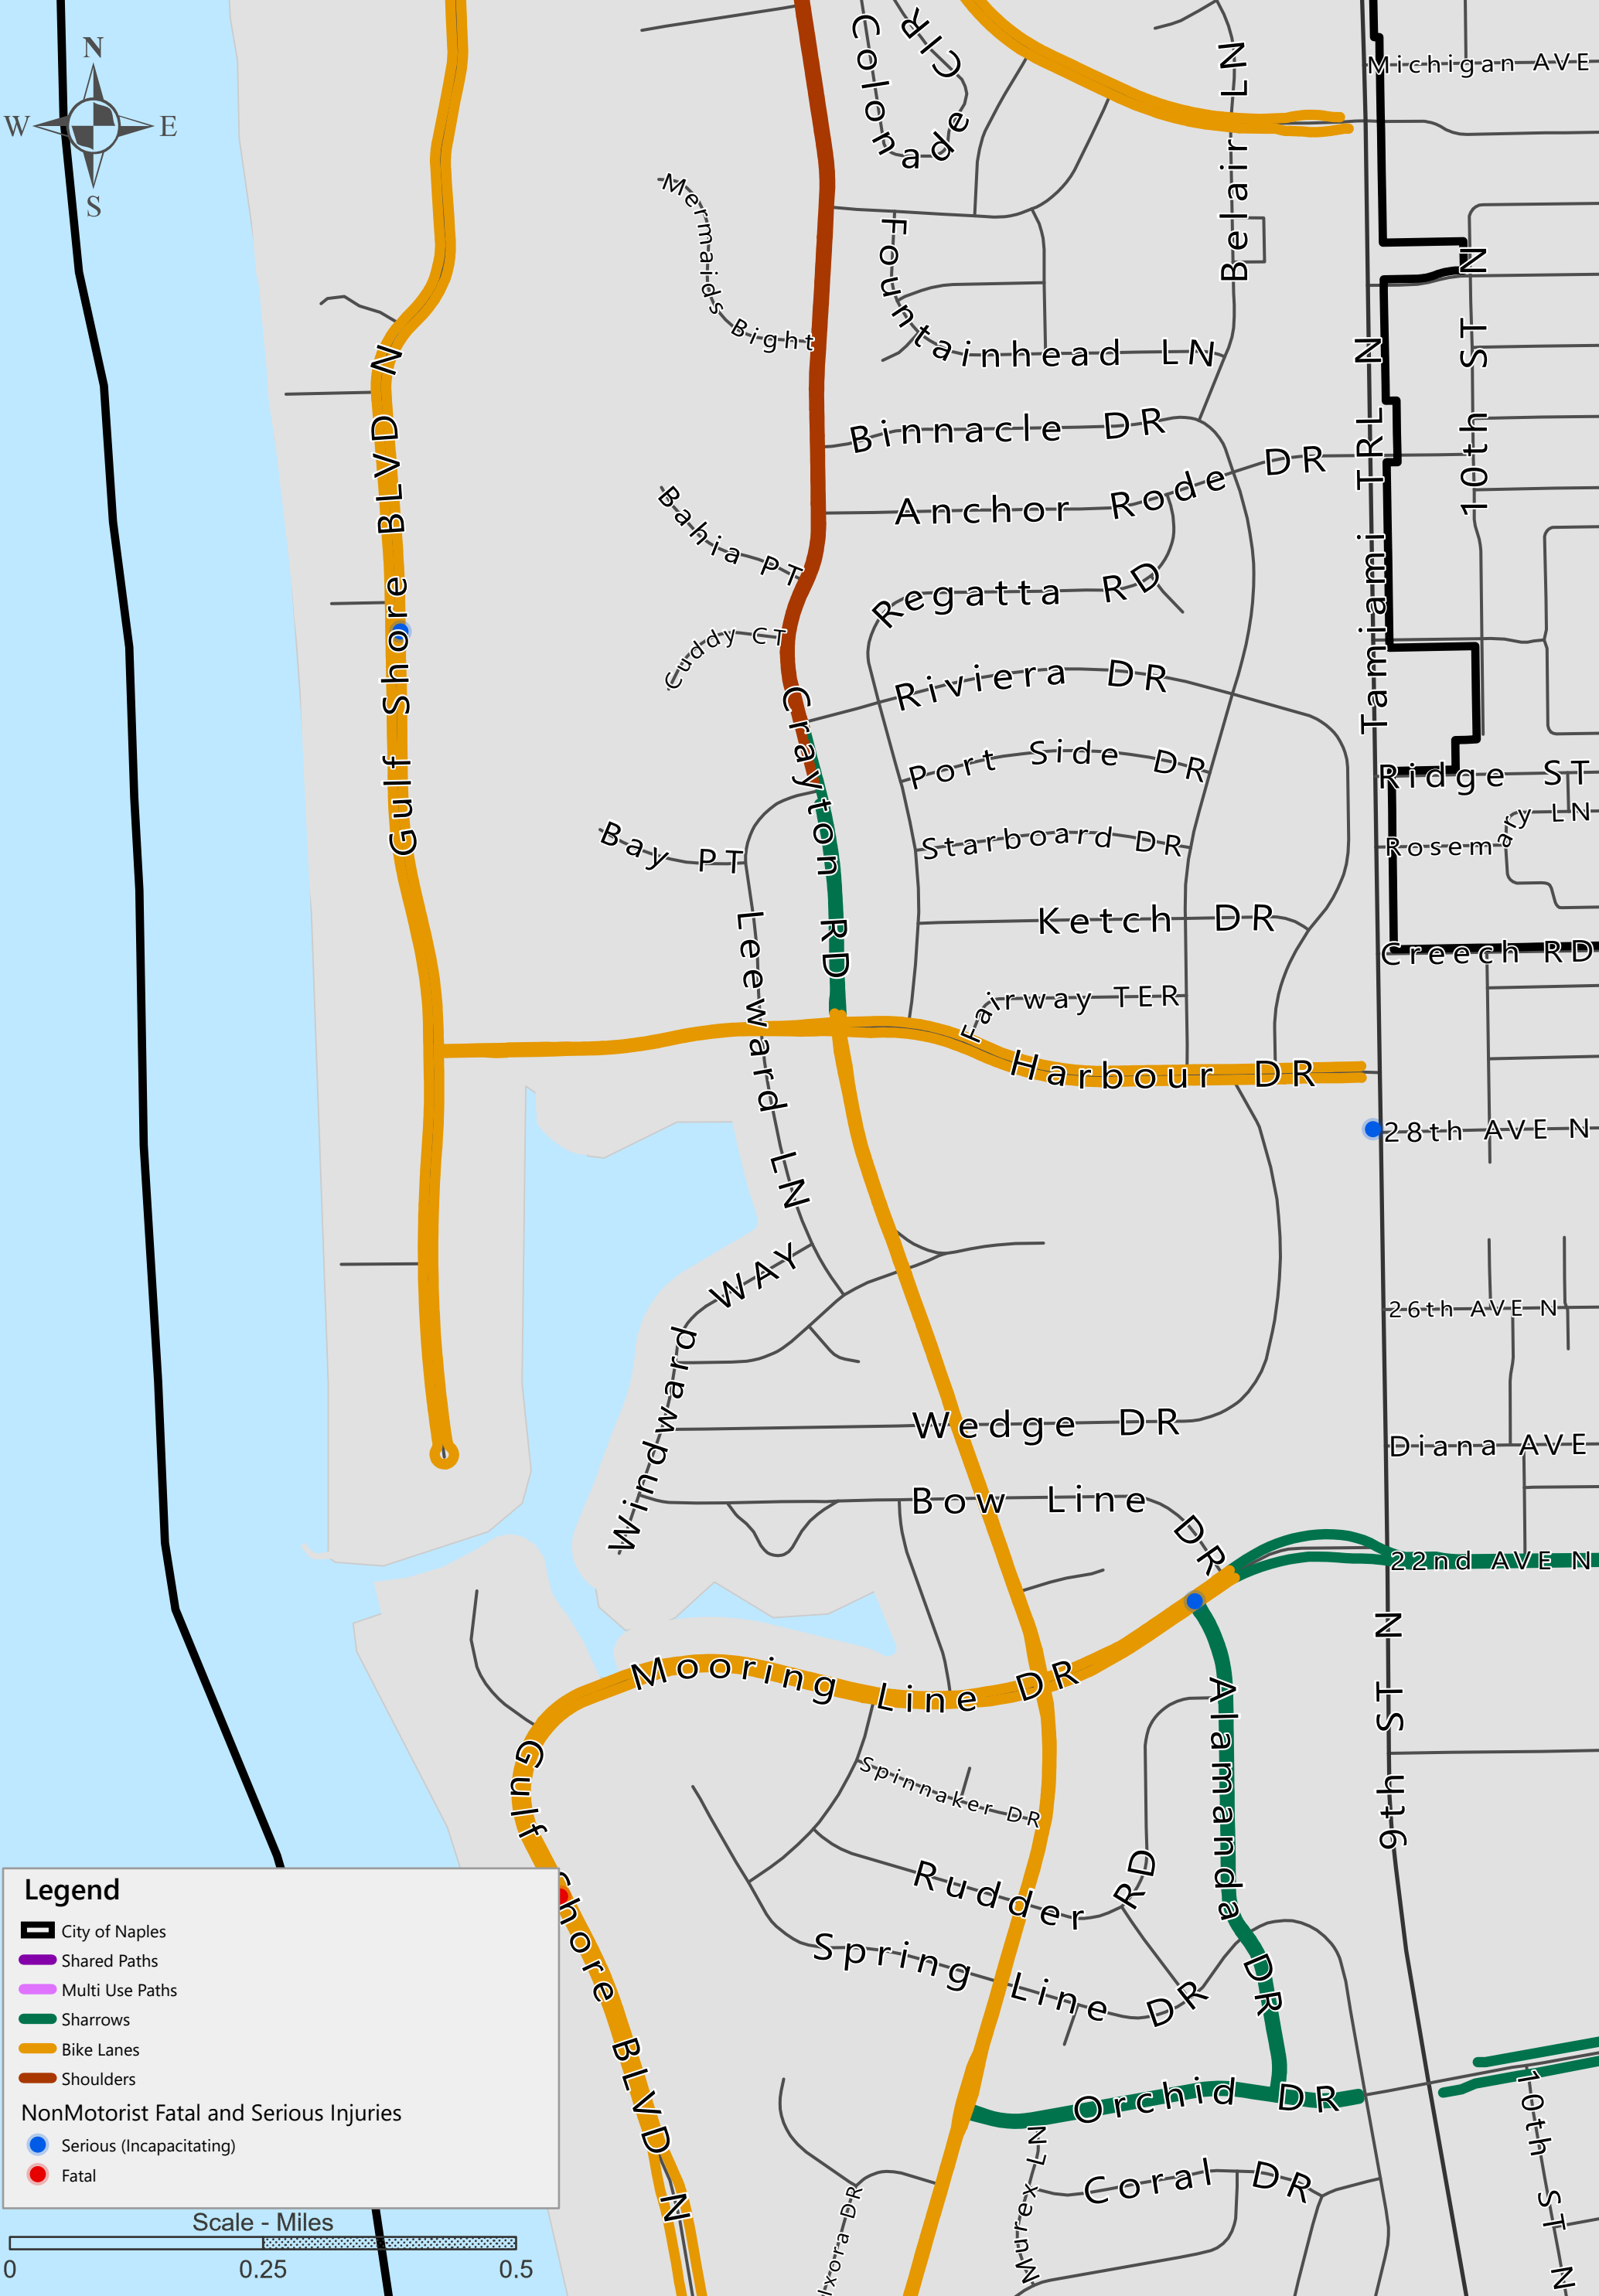 N
W E
S
Colonade CIR
Belair LN
Michigan AVE
Mermaids Bight
Fountainhead LN
10th ST N
Tamiami TRL N
Gulf Shore BLVD N
Binnacle DR
Anchor Rode DR
Bahia PT
Regatta RD
Cuddy CT
Riviera DR
Crayton RD
Port Side DR
Ridge ST
Rosemary LN
Bay PT
Starboard DR
Ketch DR
Leeward LN
Creech RD
Fairway TER
Harbour DR
28th AVE N
Windward WAY
26th AVE N
Wedge DR
Diana AVE
Bow Line DR
22nd AVE N
Mooring Line DR
9th ST N
Alamanda DR
Gulf Shore BLVD N
Spinnaker DR
Rudder RD
Spring Line DR
Orchid DR
10th ST N
Murex LN
Coral DR
Ixora DR
Legend
City of Naples
Shared Paths
Multi Use Paths
Sharrows
Bike Lanes
Shoulders
NonMotorist Fatal and Serious Injuries
Serious (Incapacitating)
Fatal
Scale - Miles
0 0.25 0.5